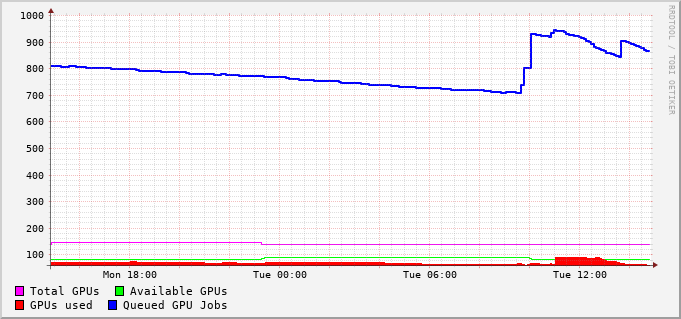 1000
900
800
700
600
500
400
300
200
100
Mon 18:00 Tue 00:00 Tue 06:00 Tue 12:00
Total GPUs Available GPUs
GPUs used Queued GPU Jobs
RRDTOOL / TOBI OETIKER